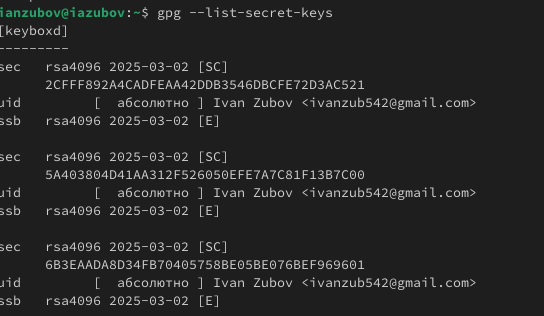 ianzubov@iazubov:~$ gpg --list-secret-keys
[keyboxd]
---------
sec   rsa4096 2025-03-02 [SC]
      2CFFF892A4CADFEAA42DDB3546DBCFE72D3AC521
uid         [  абсолютно ] Ivan Zubov <ivanzub542@gmail.com>
ssb   rsa4096 2025-03-02 [E]

sec   rsa4096 2025-03-02 [SC]
      5A403804D41AA312F526050EFE7A7C81F13B7C00
uid         [  абсолютно ] Ivan Zubov <ivanzub542@gmail.com>
ssb   rsa4096 2025-03-02 [E]

sec   rsa4096 2025-03-02 [SC]
      6B3EAADA8D34FB70405758BE05BE076BEF969601
uid         [  абсолютно ] Ivan Zubov <ivanzub542@gmail.com>
ssb   rsa4096 2025-03-02 [E]